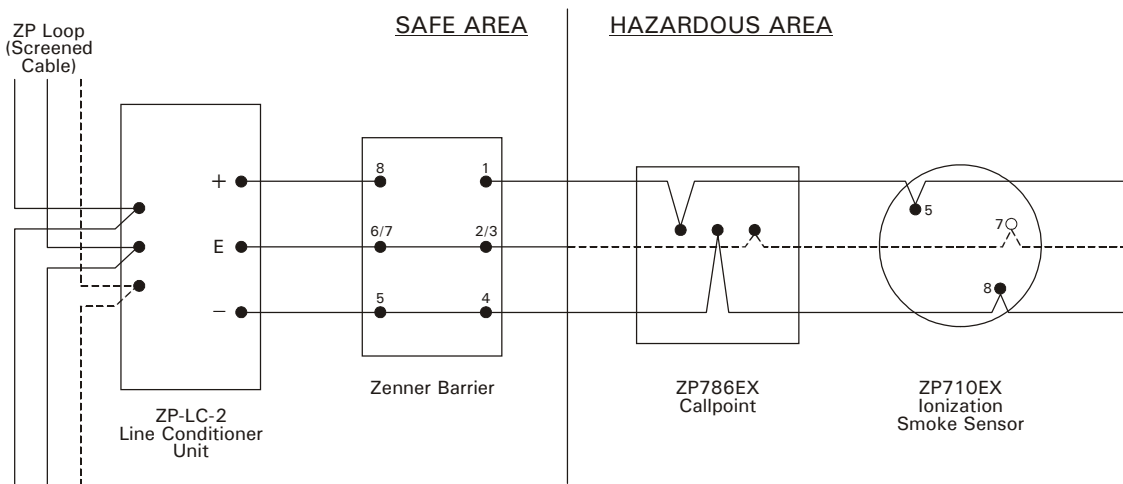 SAFE AREA
HAZARDOUS AREA
ZP Loop
(Screened
Cable)
+
E
−
8
1
6/7
2/3
5
4
5
7
8
ZP-LC-2
Line Conditioner
Unit
Zenner Barrier
ZP786EX
Callpoint
ZP710EX
Ionization
Smoke Sensor